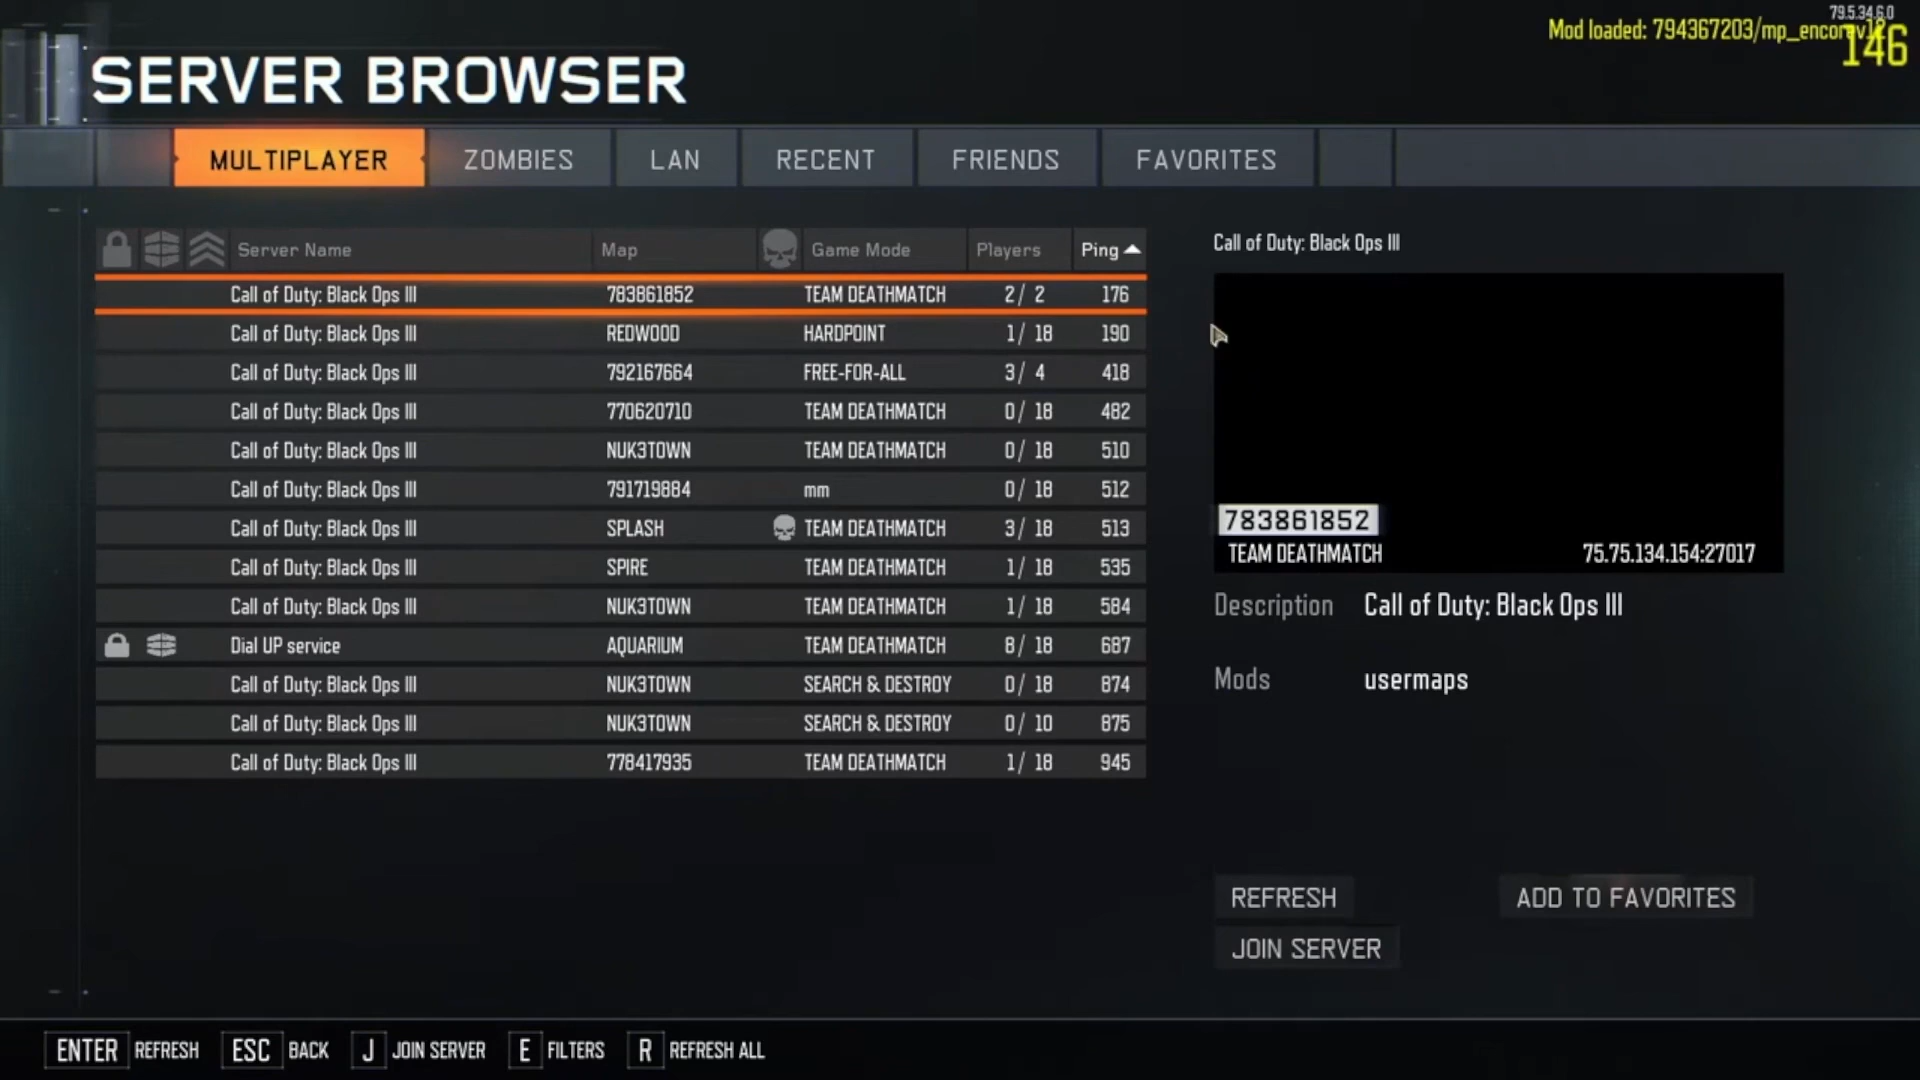 79.5.34.6.0
Mod loaded: 794367203/mp_encorev12
146
SERVER BROWSER
MULTIPLAYER ZOMBIES LAN RECENT FRIENDS FAVORITES
Server Name Map Game Mode Players Ping
Call of Duty: Black Ops III 783861852 TEAM DEATHMATCH 2/ 2 176
Call of Duty: Black Ops III REDWOOD HARDPOINT 1/ 18 190
Call of Duty: Black Ops III 792167664 FREE-FOR-ALL 3/ 4 418
Call of Duty: Black Ops III 770620710 TEAM DEATHMATCH 0/ 18 482
Call of Duty: Black Ops III NUK3TOWN TEAM DEATHMATCH 0/ 18 510
Call of Duty: Black Ops III 791719884 mm 0/ 18 512
Call of Duty: Black Ops III SPLASH TEAM DEATHMATCH 3/ 18 513
Call of Duty: Black Ops III SPIRE TEAM DEATHMATCH 1/ 18 535
Call of Duty: Black Ops III NUK3TOWN TEAM DEATHMATCH 1/ 18 584
Dial UP service AQUARIUM TEAM DEATHMATCH 8/ 18 687
Call of Duty: Black Ops III NUK3TOWN SEARCH & DESTROY 0/ 18 874
Call of Duty: Black Ops III NUK3TOWN SEARCH & DESTROY 0/ 10 875
Call of Duty: Black Ops III 778417935 TEAM DEATHMATCH 1/ 18 945
Call of Duty: Black Ops III
783861852
TEAM DEATHMATCH 75.75.134.154:27017
Description Call of Duty: Black Ops III
Mods usermaps
REFRESH ADD TO FAVORITES
JOIN SERVER
ENTER REFRESH ESC BACK J JOIN SERVER E FILTERS R REFRESH ALL